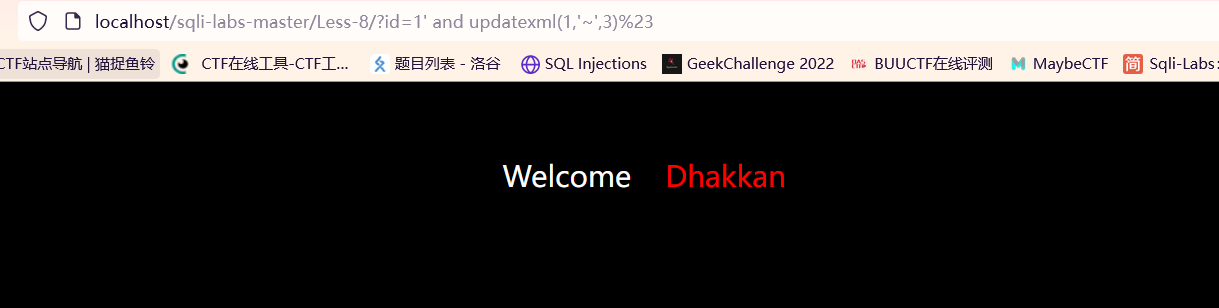 localhost/sqli-labs-master/Less-8/?id=1' and updatexml(1,'~',3)%23
CTF站点导航 | 猫捉鱼铃 CTF在线工具-CTF工... 题目列表 - 洛谷 SQL Injections GeekChallenge 2022 BUUCTF在线评测 MaybeCTF 简 Sqli-Labs:
Welcome Dhakkan